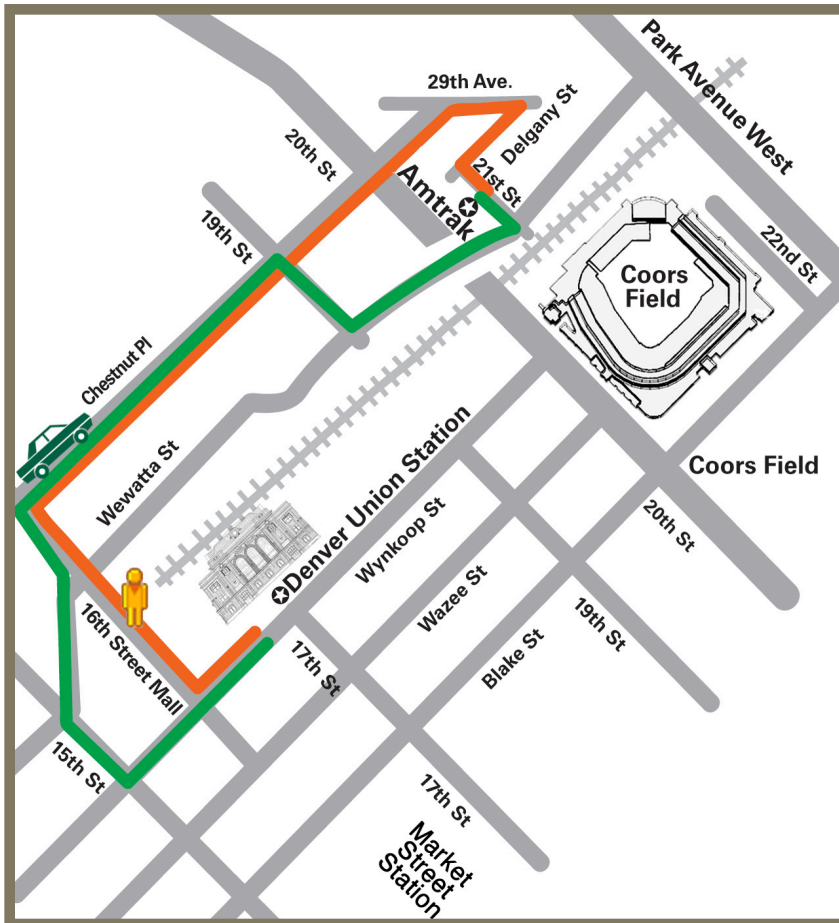 Park Avenue West
29th Ave.
Delgany St
20th St
21st St
Amtrak
19th St
22nd St
Coors
Field
Chestnut Pl
Wewatta St
Denver Union Station
Coors Field
Wynkoop St
20th St
Wazee St
19th St
16th Street Mall
17th St
Blake St
15th St
17th St
Market
Street
Station